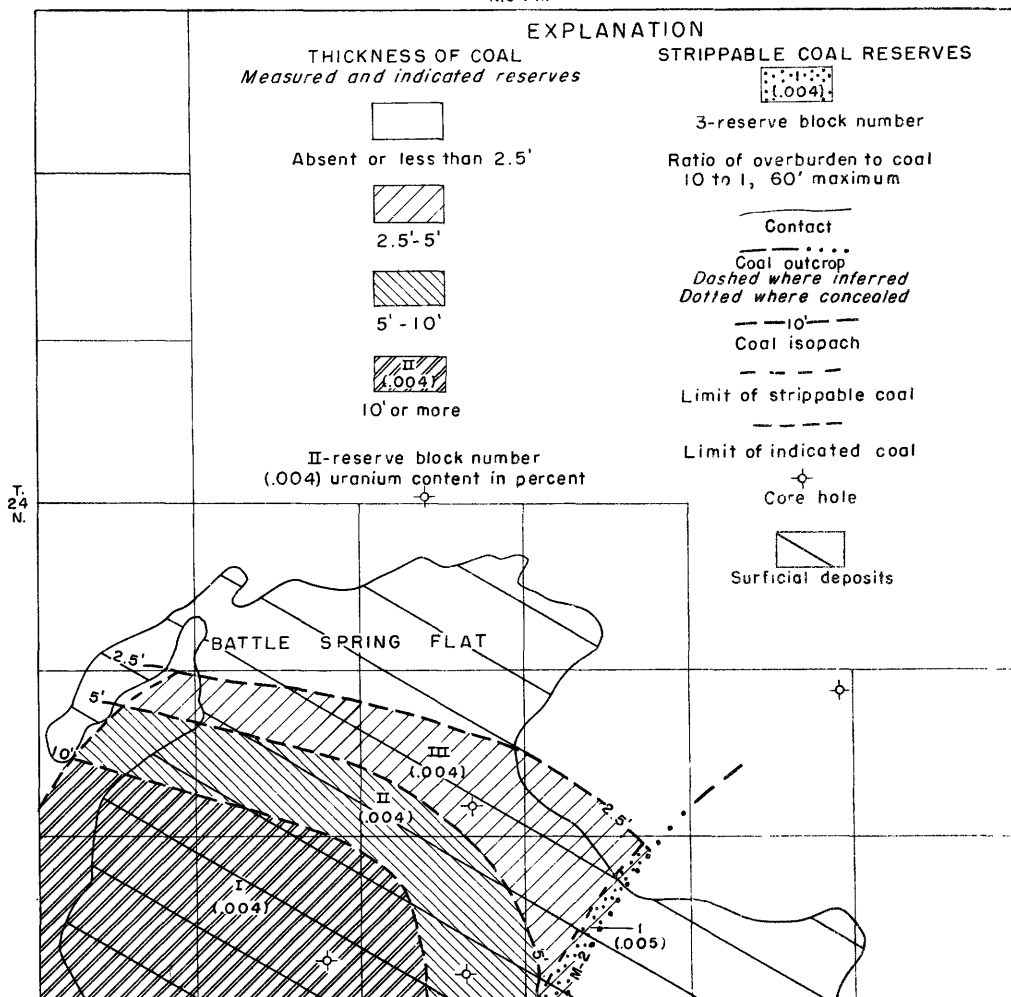 EXPLANATION
THICKNESS OF COAL
Measured and indicated reserves
Absent or less than 2.5'
2.5'-5'
5'-10'
II
(.004)
10' or more
II-reserve block number
(.004) uranium content in percent
STRIPPABLE COAL RESERVES
1
(.004)
3-reserve block number
Ratio of overburden to coal
10 to 1, 60' maximum
Contact
Coal outcrop
Dashed where inferred
Dotted where concealed
10'
Coal isopach
Limit of strippable coal
Limit of indicated coal
Core hole
Surficial deposits
T.
24
N.
BATTLE SPRING FLAT
2.5'
5'
10'
III
(.004)
II
(.004)
2.5'
I
(.004)
1
(.005)
5'
M-2